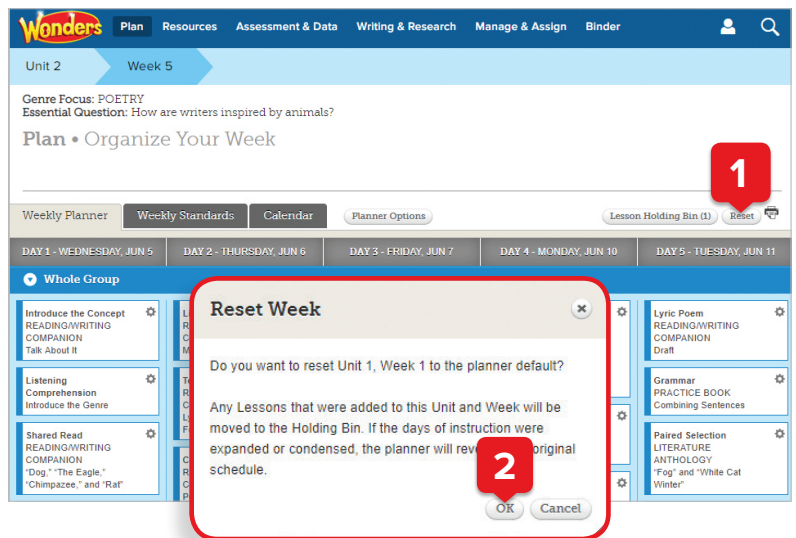 Wonders Plan Resources Assessment & Data Writing & Research Manage & Assign Binder
Unit 2 Week 5
Genre Focus: POETRY
Essential Question: How are writers inspired by animals?
Plan • Organize Your Week
1
Weekly Planner Weekly Standards Calendar Planner Options Lesson Holding Bin (1) Reset
DAY 1 - WEDNESDAY, JUN 5 DAY 2 - THURSDAY, JUN 6 DAY 3 - FRIDAY, JUN 7 DAY 4 - MONDAY, JUN 10 DAY 5 - TUESDAY, JUN 11
Whole Group
Introduce the Concept
READING/WRITING
COMPANION
Talk About It
Listening
Comprehension
Introduce the Genre
Shared Read
READING/WRITING
COMPANION
"Dog," "The Eagle,"
"Chimpazee," and "Rat"
Reset Week
Do you want to reset Unit 1, Week 1 to the planner default?
Any Lessons that were added to this Unit and Week will be
moved to the Holding Bin. If the days of instruction were
expanded or condensed, the planner will original
schedule.
2
OK Cancel
Lyric Poem
READING/WRITING
COMPANION
Draft
Grammar
PRACTICE BOOK
Combining Sentences
Paired Selection
LITERATURE
ANTHOLOGY
"Fog" and "White Cat
Winter"